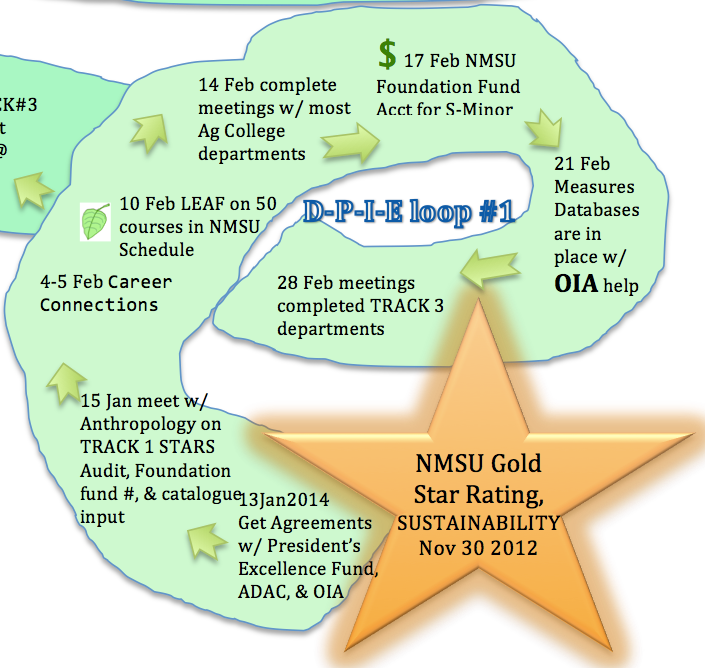 CK#3
t
@
14 Feb complete
meetings w/ most
Ag College
departments
$ 17 Feb NMSU
Foundation Fund
Acct for S-Minor
21 Feb
Measures
Databases
are in
place w/
OIA help
D-P-I-E loop #1
10 Feb LEAF on 50
courses in NMSU
Schedule
4-5 Feb Career
Connections
28 Feb meetings
completed TRACK 3
departments
15 Jan meet w/
Anthropology on
TRACK 1 STARS
Audit, Foundation
fund #, & catalogue
input
13Jan2014
Get Agreements
w/ President's
Excellence Fund,
ADAC, & OIA
NMSU Gold
Star Rating,
SUSTAINABILITY
Nov 30 2012